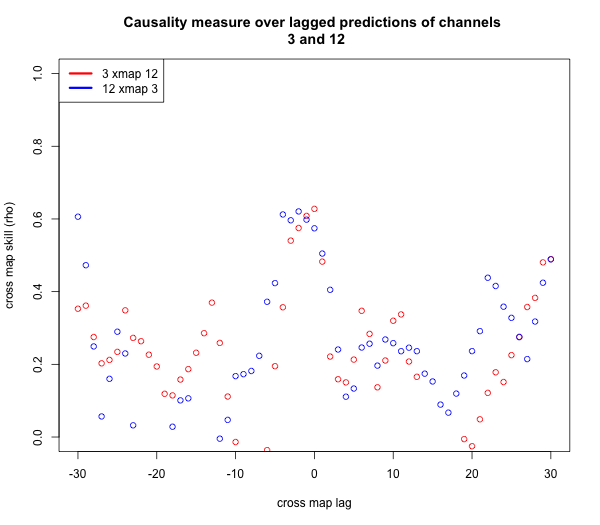 Causality measure over lagged predictions of channels
3 and 12
3 xmap 12
12 xmap 3
cross map skill (rho)
1.0
0.8
0.6
0.4
0.2
0.0
-30
-20
-10
0
10
20
30
cross map lag